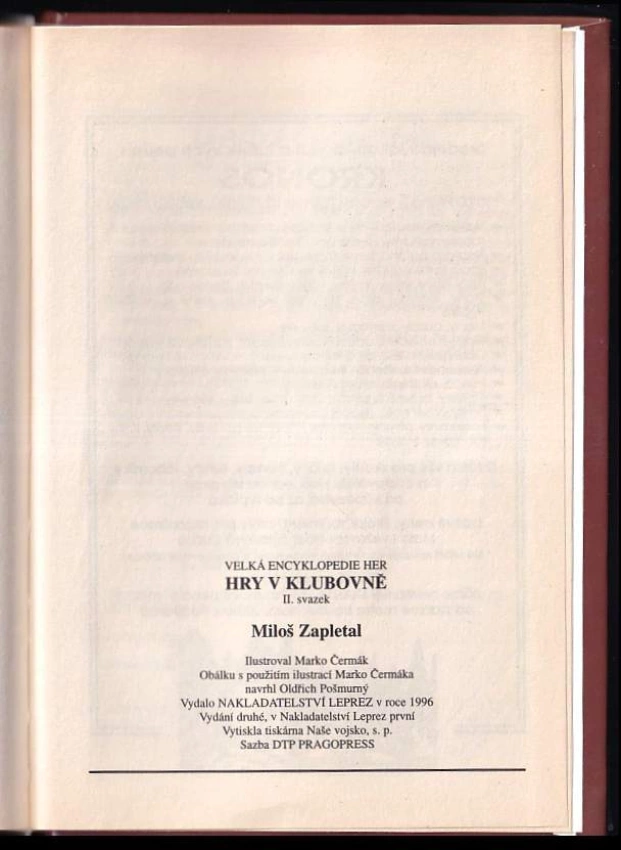 VELKÁ ENCYKLOPEDIE HER
HRY V KLUBOVNĚ
II. svazek
Miloš Zapletal
Ilustroval Marko Čermák
Obálku s použitím ilustrací Marko Čermáka
navrhl Oldřich Pošmurný
Vydalo NAKLADATELSTVÍ LEPREZ v roce 1996
Vydání druhé, v Nakladatelství Leprez první
Vytiskla tiskárna Naše vojsko, s. p.
Sazba DTP PRAGOPRESS